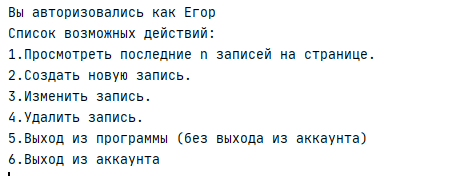 Вы авторизовались как Егор
Список возможных действий:
1.Просмотреть последние n записей на странице.
2.Создать новую запись.
3.Изменить запись.
4.Удалить запись.
5.Выход из программы (без выхода из аккаунта)
6.Выход из аккаунта